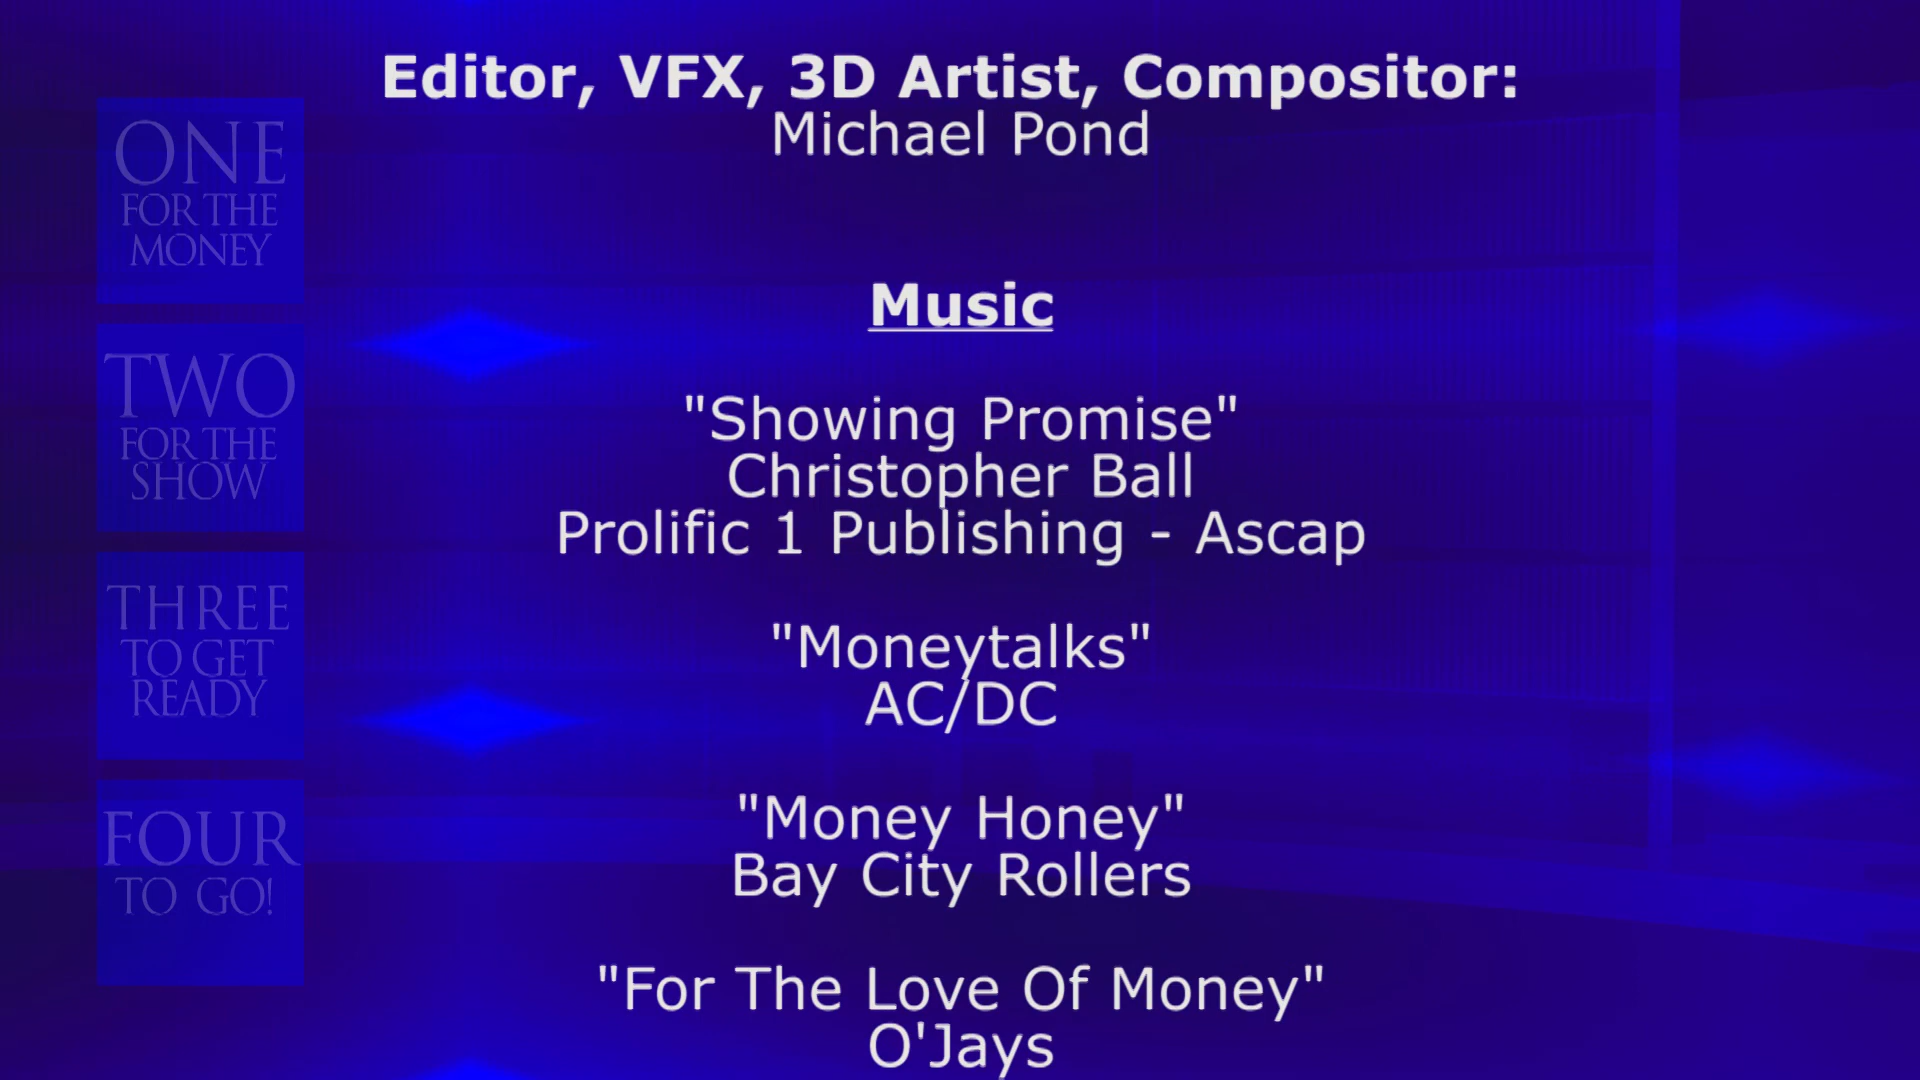 Editor, VFX, 3D Artist, Compositor:
Michael Pond
Music
"Showing Promise"
Christopher Ball
Prolific 1 Publishing - Ascap
"Moneytalks"
AC/DC
"Money Honey"
Bay City Rollers
"For The Love Of Money"
O'Jays
ONE
FOR THE
MONEY
TWO
FOR THE
SHOW
THREE
TO GET
READY
FOUR
TO GO!